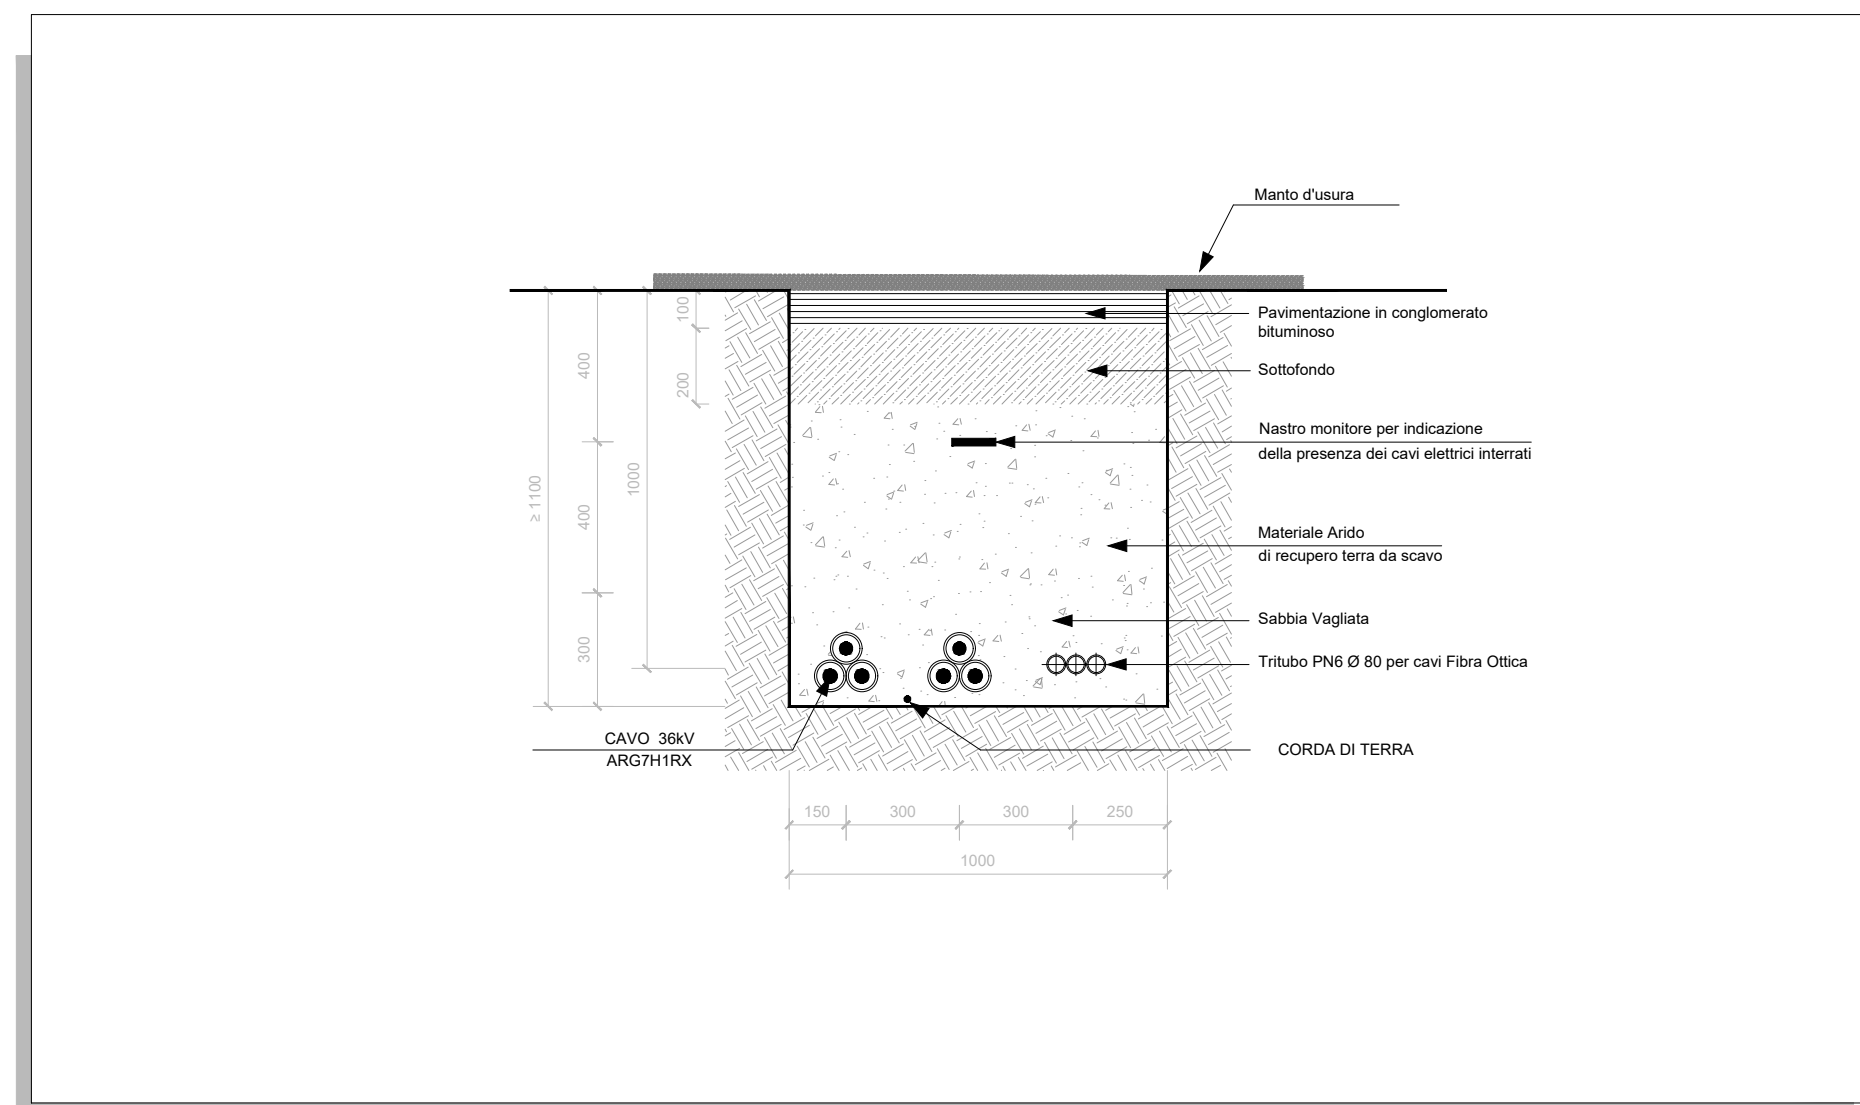 Manto d'usura
Pavimentazione in conglomerato
bituminoso
Sottofondo
Nastro monitore per indicazione
della presenza dei cavi elettrici interrati
Materiale Arido
di recupero terra da scavo
Sabbia Vagliata
Tritubo PN6 Ø 80 per cavi Fibra Ottica
CORDA DI TERRA
CAVO 36kV
ARG7H1RX
≥ 1100
400
400
300
1000
100
200
150 300 300 250
1000